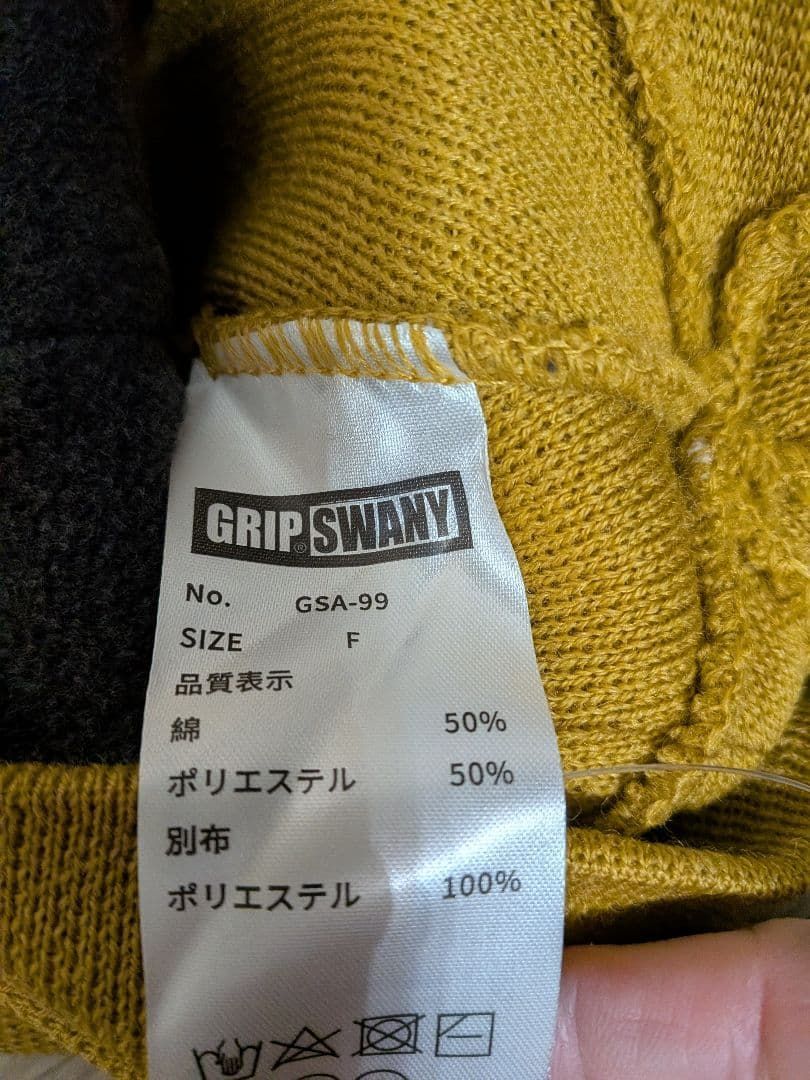 GRIP SWANY
®
No. GSA-99
SIZE F
品質表示
綿 50%
ポリエステル 50%
別布
ポリエステル 100%